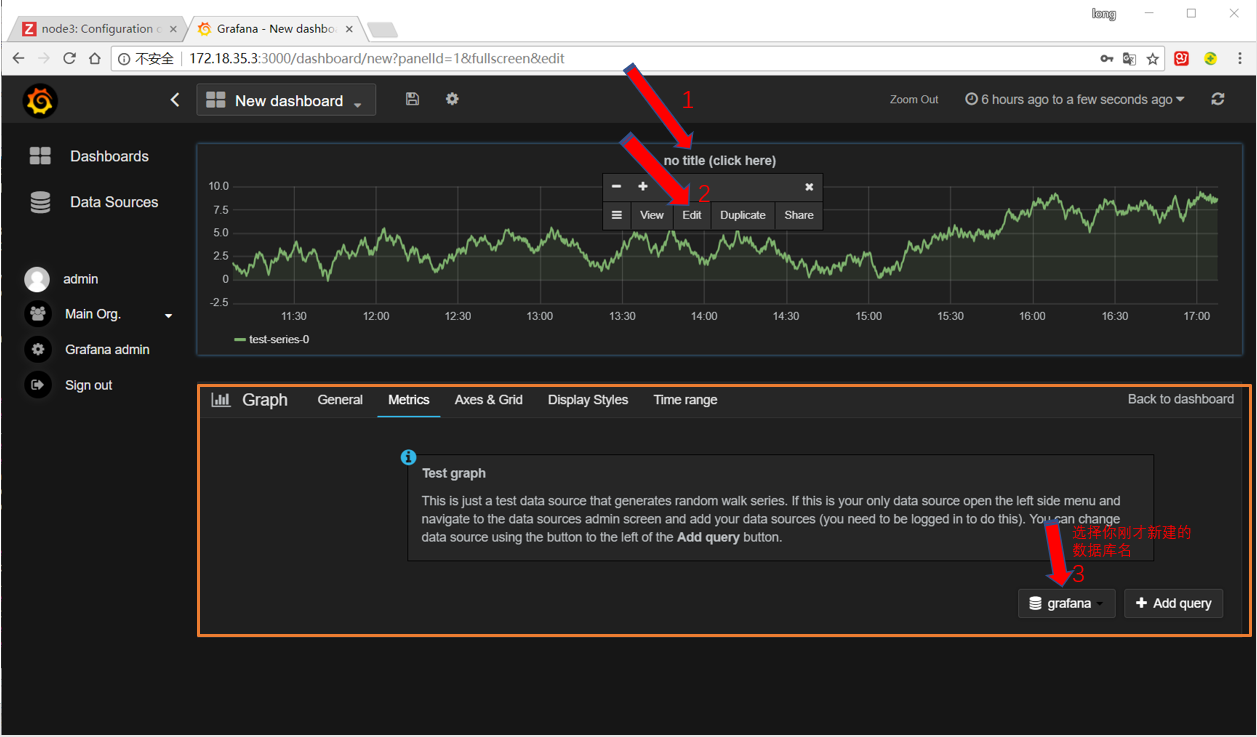 long
node3: Configuration o
Grafana - New dashboa
不安全 172.18.35.3:3000/dashboard/new?panelId=1&fullscreen&edit
New dashboard
Zoom Out
6 hours ago to a few seconds ago
Dashboards
Data Sources
admin
Main Org.
Grafana admin
Sign out
1
no title (click here)
2
View Edit Duplicate Share
10.0
7.5
5.0
2.5
0
-2.5
11:30 12:00 12:30 13:00 13:30 14:00 14:30 15:00 15:30 16:00 16:30 17:00
test-series-0
Graph General Metrics Axes & Grid Display Styles Time range Back to dashboard
Test graph
This is just a test data source that generates random walk series. If this is your only data source open the left side menu and
navigate to the data sources admin screen and add your data sources (you need to be logged in to do this). You can change
data source using the button to the left of the Add query button.
选择你刚才新建的
数据库名
3
grafana
+ Add query